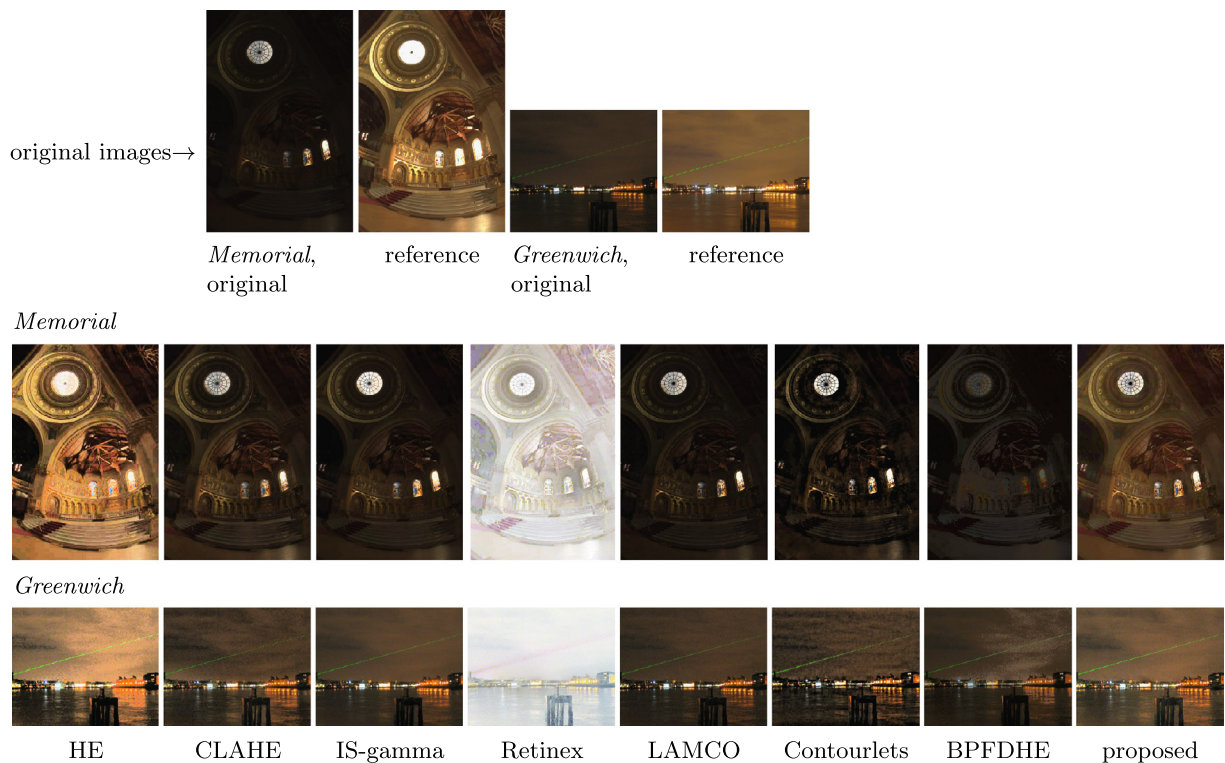 original images→
Memorial,
original
reference
Greenwich,
original
reference
Memorial
Greenwich
HE
CLAHE
IS-gamma
Retinex
LAMCO
Contourlets
BPFDHE
proposed